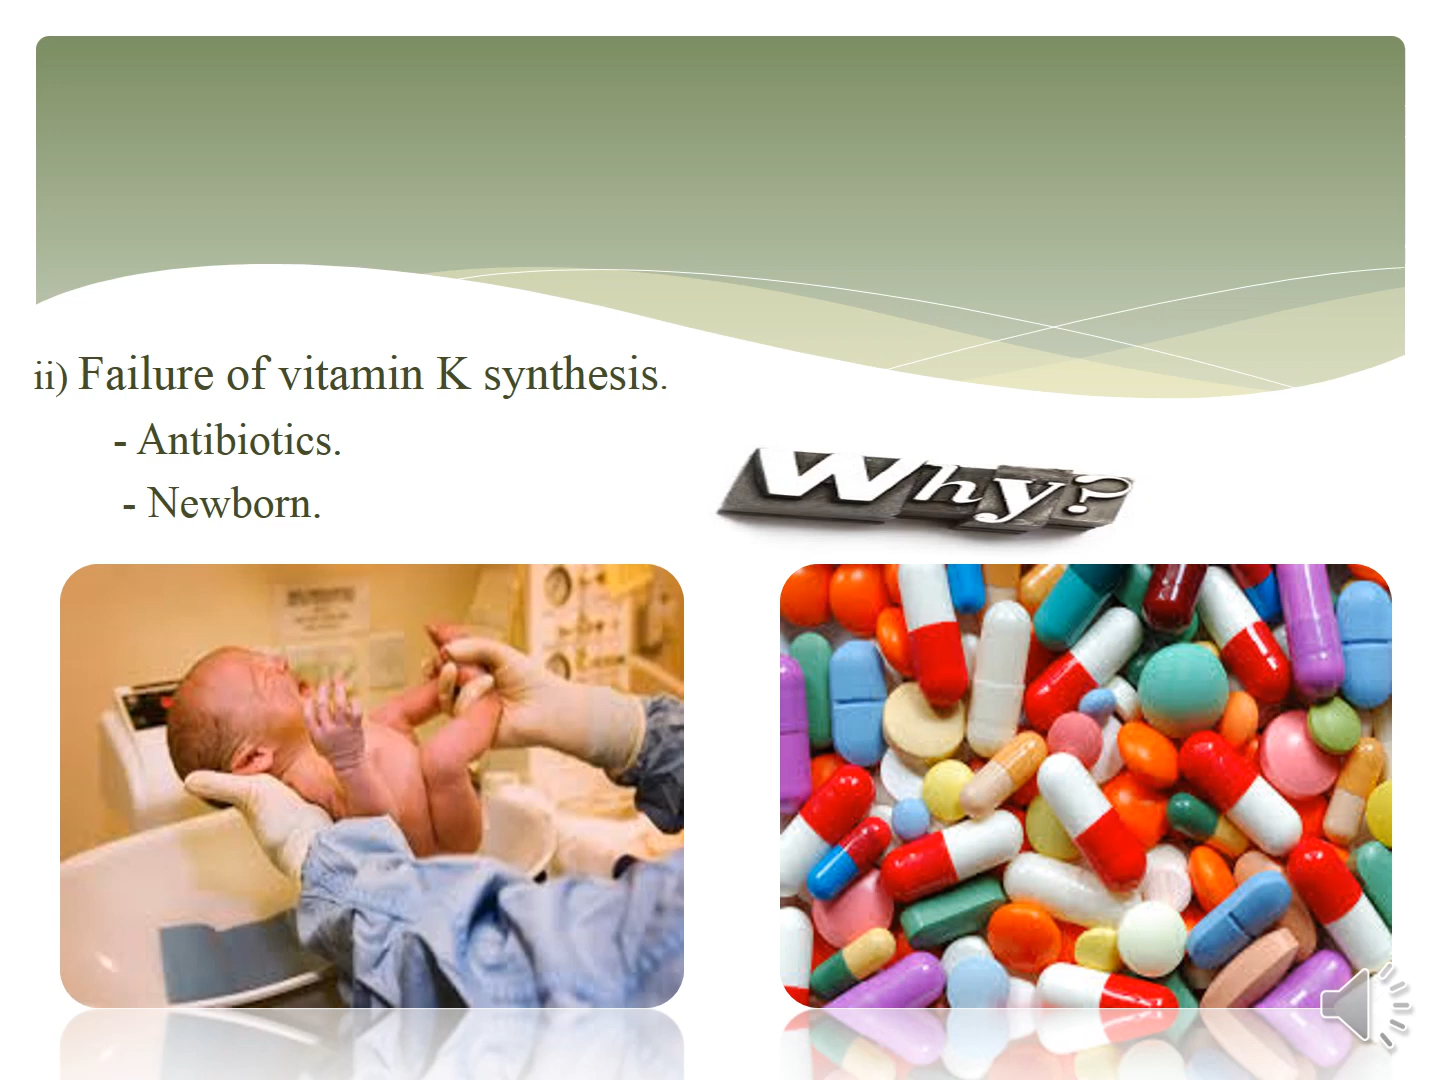 ii) Failure of vitamin K synthesis.
- Antibiotics.
- Newborn.
Why?